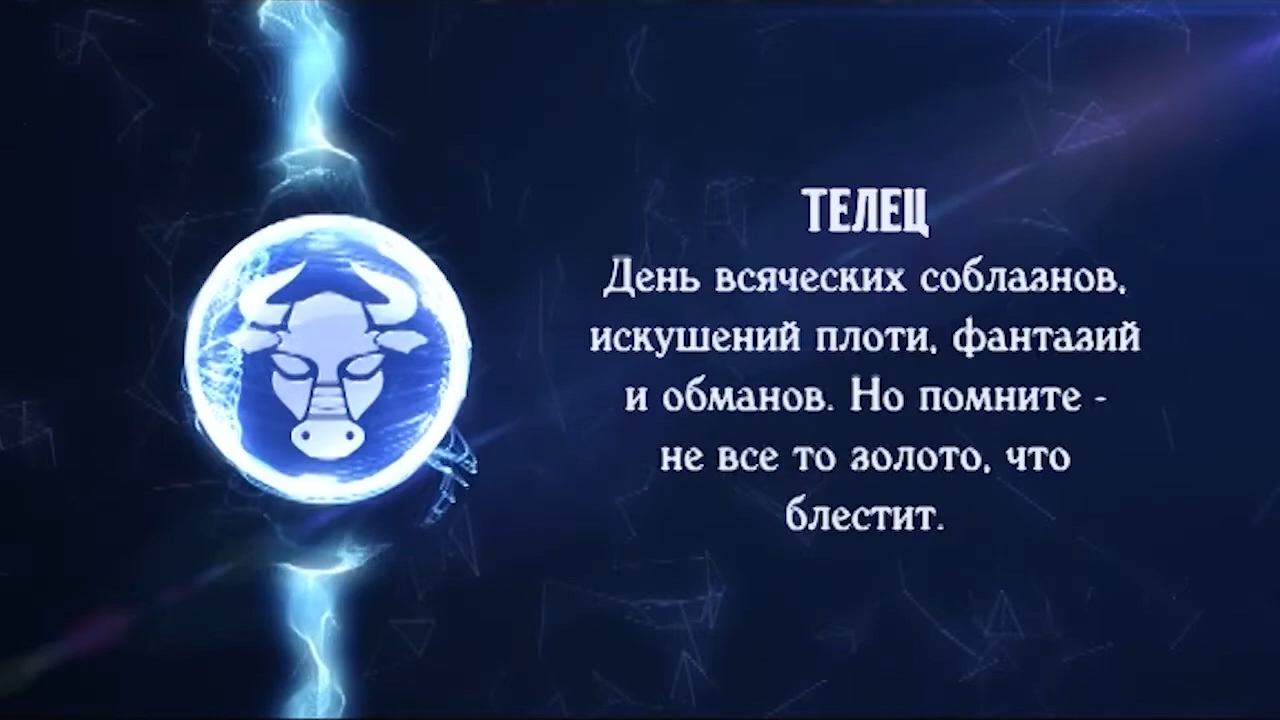 ТЕЛЕЦ
День всяческих соблазнов,
искушений плоти, фантазий
и обманов. Но помните -
не все то золото, что
блестит.